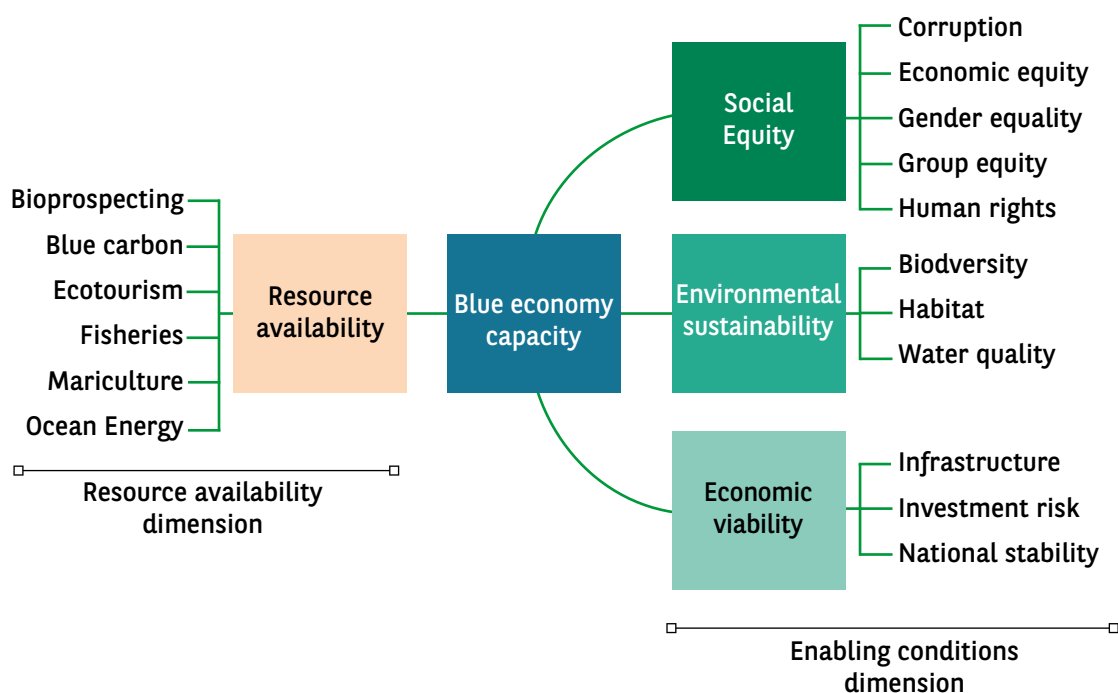 Bioprospecting
Blue carbon
Ecotourism
Fisheries
Mariculture
Ocean Energy
Resource
availability
Resource availability
dimension
Blue economy
capacity
Social
Equity
Corruption
Economic equity
Gender equality
Group equity
Human rights
Environmental
sustainability
Biodversity
Habitat
Water quality
Economic
viability
Infrastructure
Investment risk
National stability
Enabling conditions
dimension